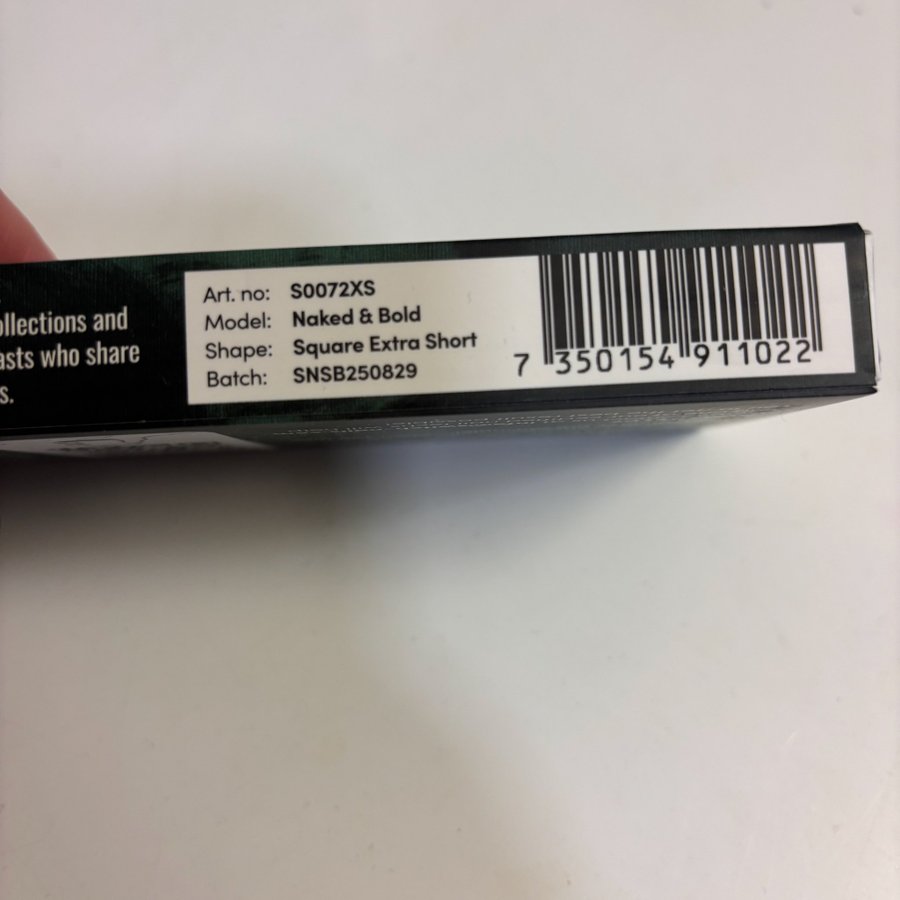 ollections and
asts who share
s.
Art. no: S0072XS
Model: Naked & Bold
Shape: Square Extra Short
Batch: SNSB250829
7 350154 911022